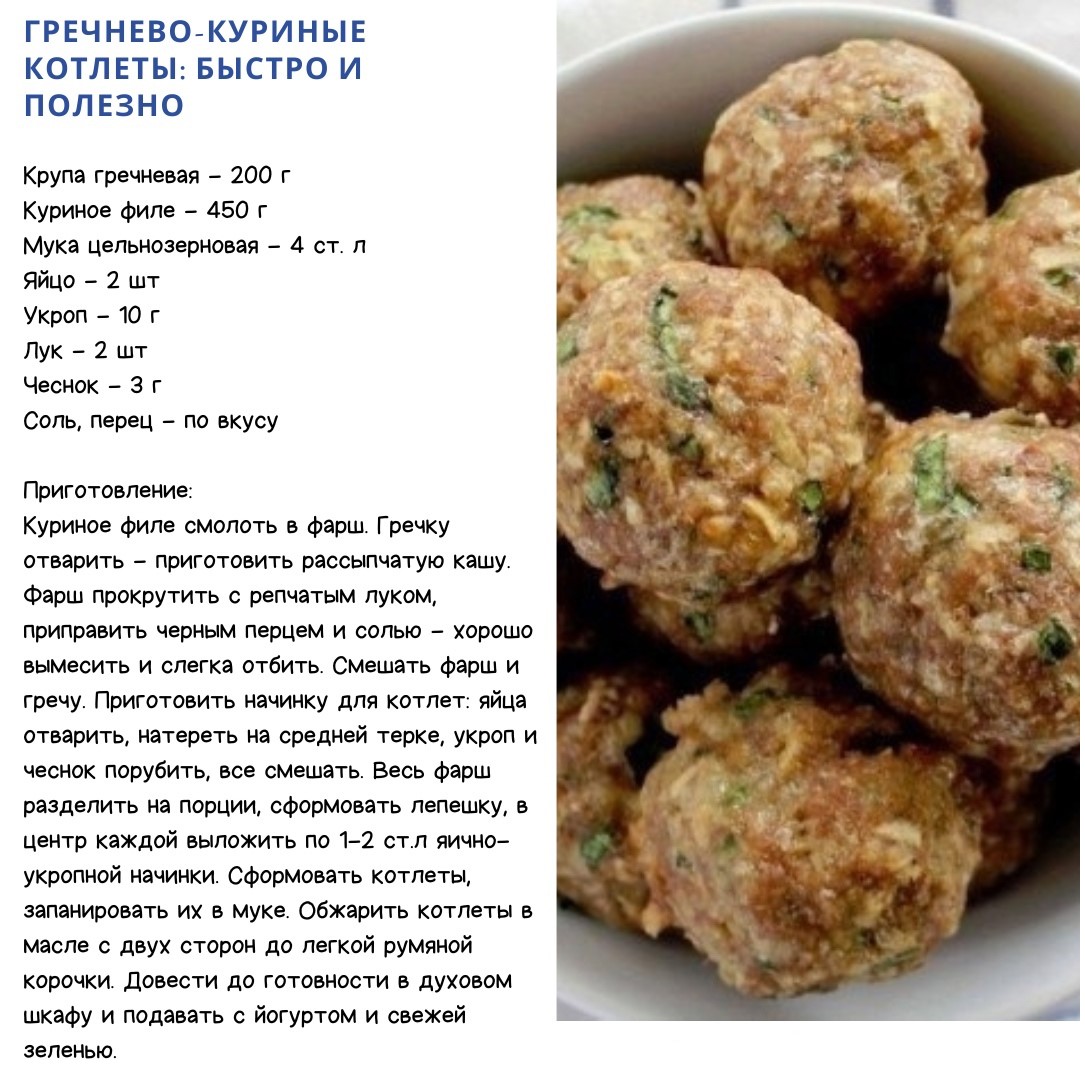 ГРЕЧНЕВО-КУРИНЫЕ
КОТЛЕТЫ: БЫСТРО И
ПОЛЕЗНО
Крупа гречневая – 200 г
Куриное филе – 450 г
Мука цельнозерновая – 4 ст. л
Яйцо – 2 шт
Укроп – 10 г
Лук – 2 шт
Чеснок – 3 г
Соль, перец – по вкусу
Приготовление:
Куриное филе смолоть в фарш. Гречку
отварить – приготовить рассыпчатую кашу.
Фарш прокрутить с репчатым луком,
приправить черным перцем и солью – хорошо
вымесить и слегка отбить. Смешать фарш и
гречу. Приготовить начинку для котлет: яйца
отварить, натереть на средней терке, укроп и
чеснок порубить, все смешать. Весь фарш
разделить на порции, сформовать лепешку, в
центр каждой выложить по 1–2 ст.л яично–
укропной начинки. Сформовать котлеты,
запанировать их в муке. Обжарить котлеты в
масле с двух сторон до легкой румяной
корочки. Довести до готовности в духовом
шкафу и подавать с йогуртом и свежей
зеленью.